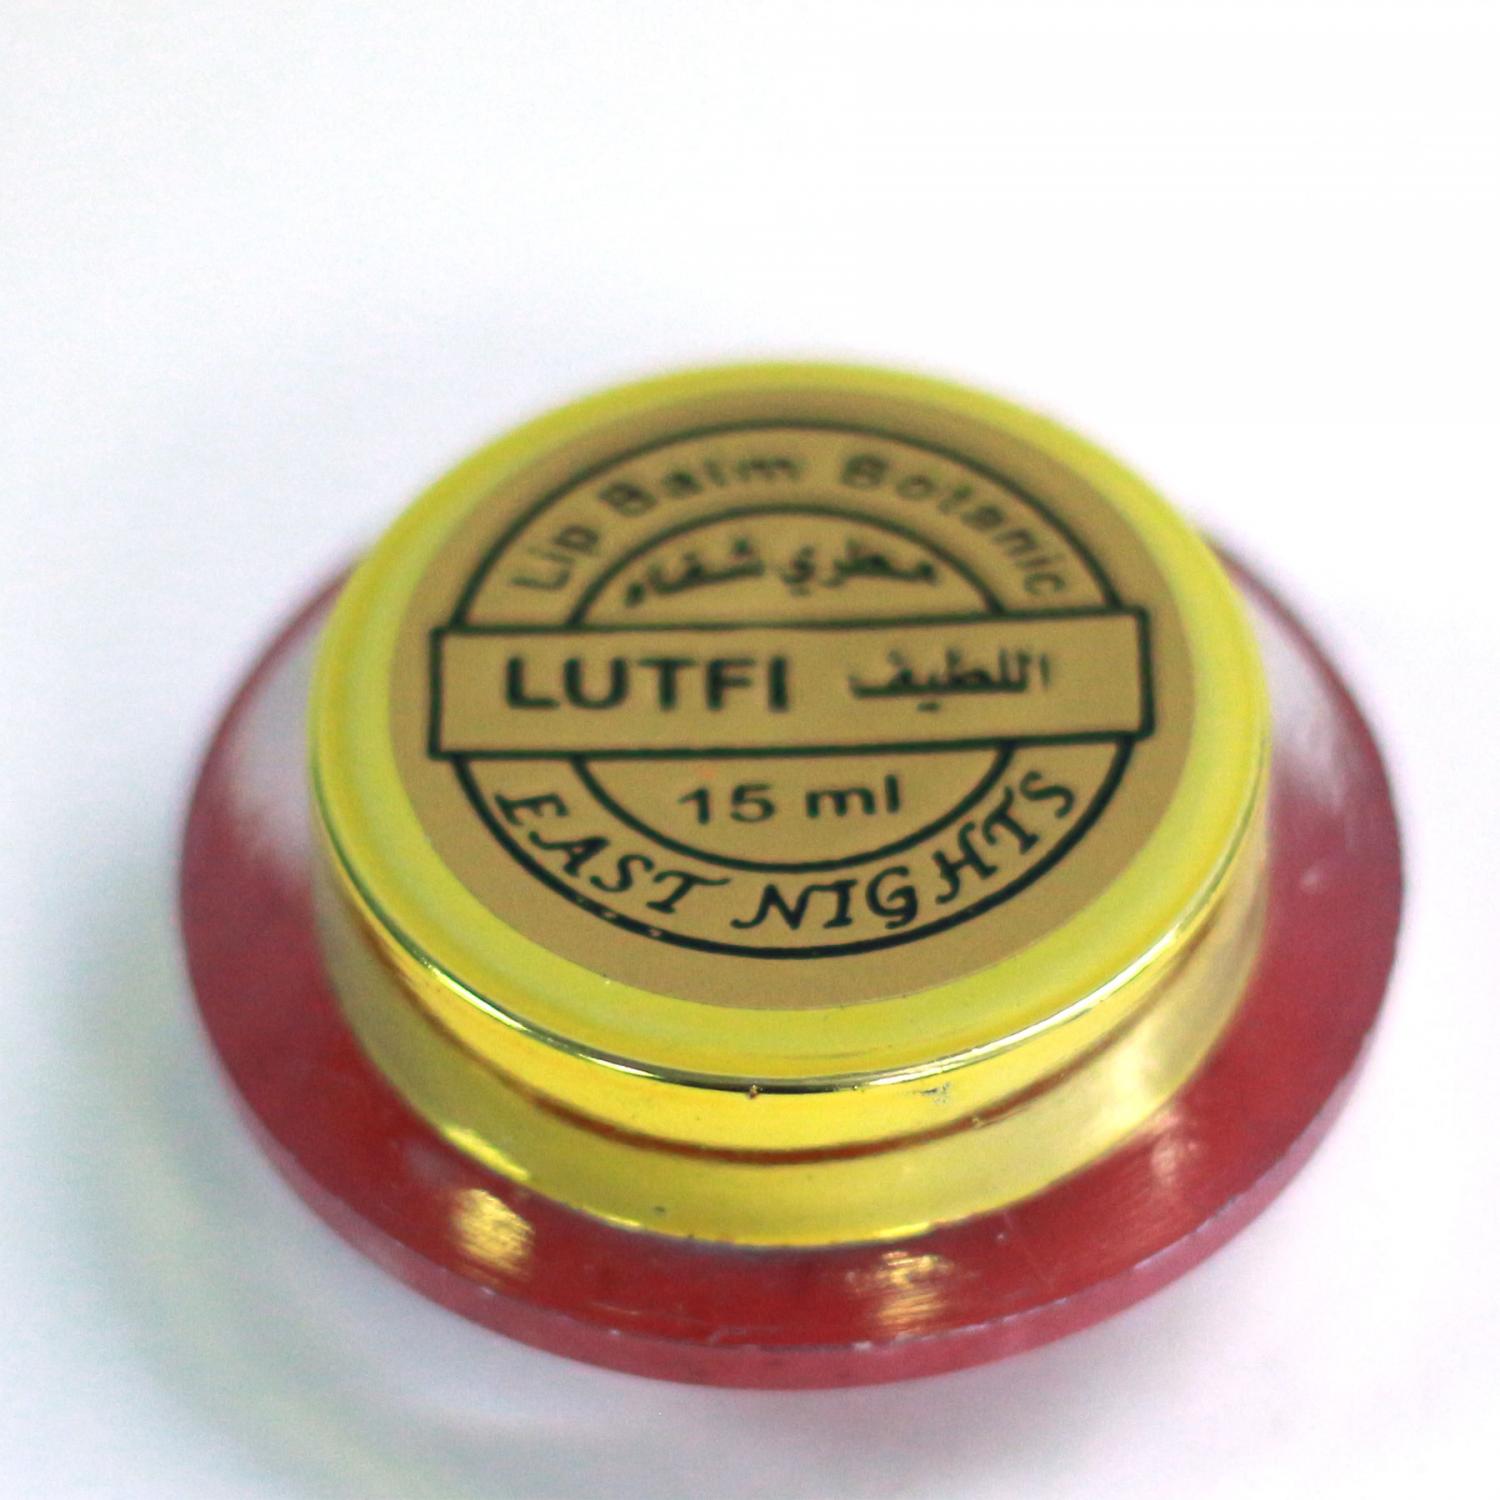 Lip Balm Botanic
مطري شفاه
LUTFI اللطيف
15 ml
EAST NIGHTS